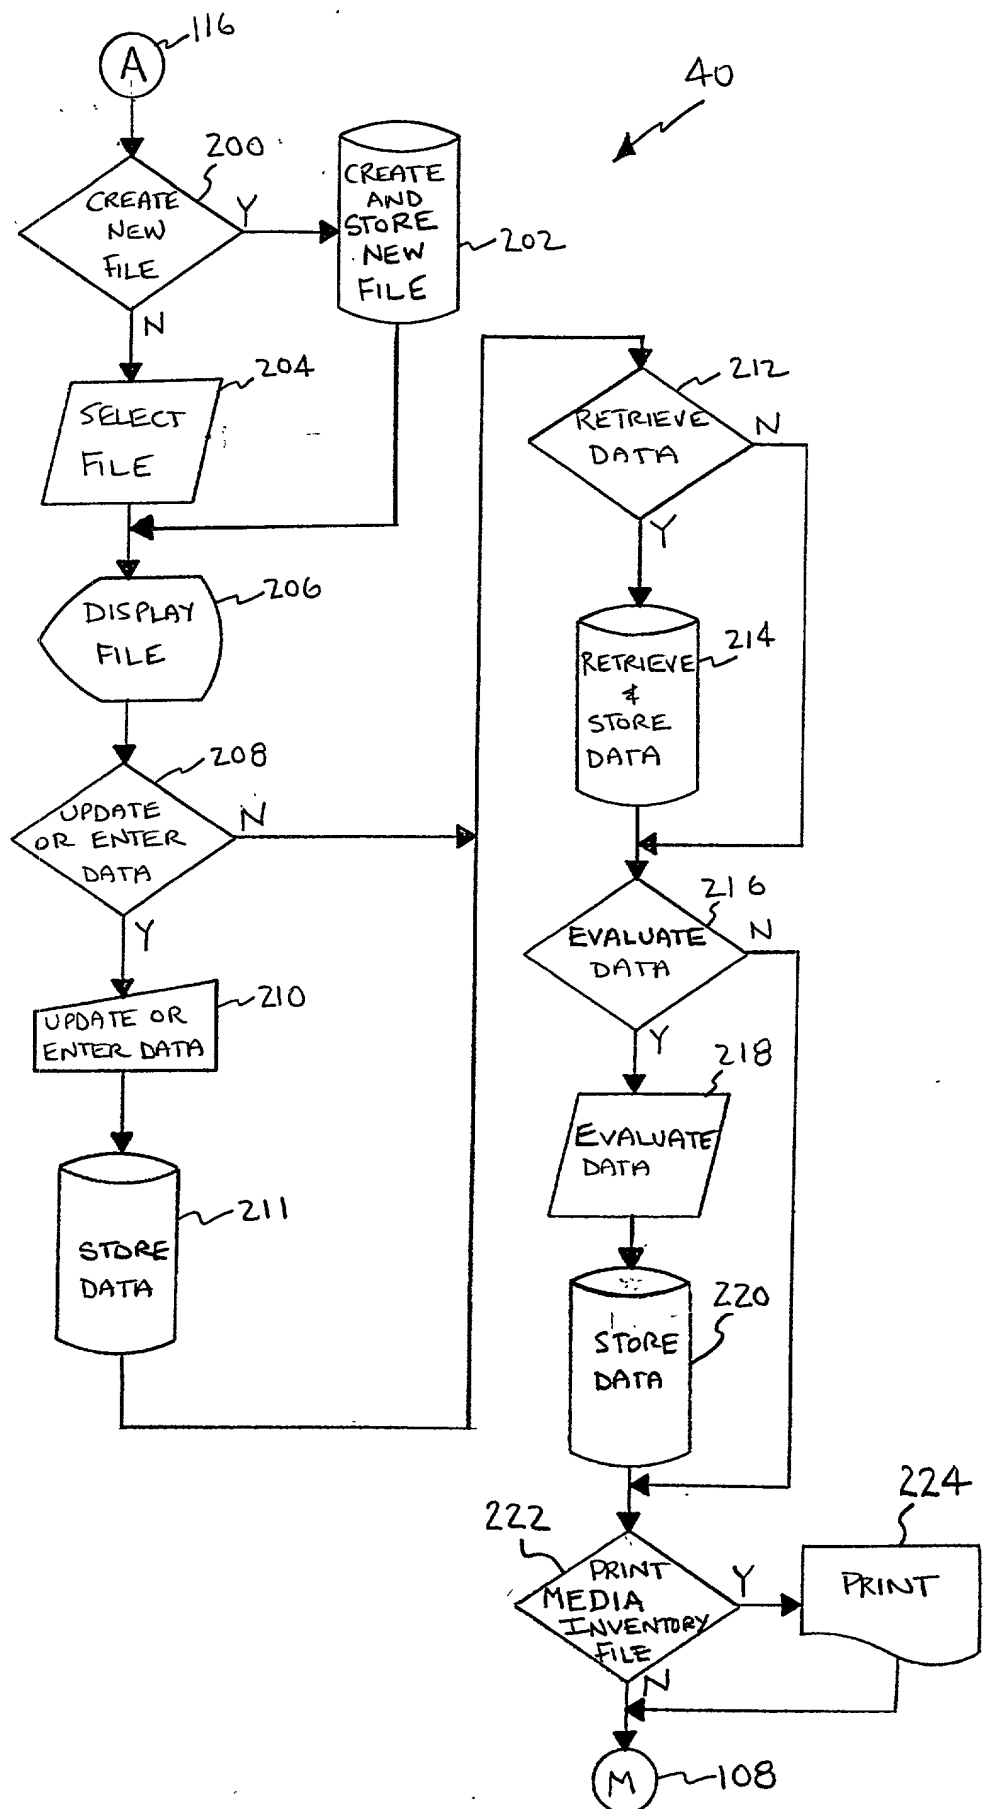 116
A
40
200
CREATE
NEW
FILE
Y
N
CREATE
AND
STORE
NEW
FILE
202
204
SELECT
FILE
206
DISPLAY
FILE
208
UPDATE
OR ENTER
DATA
N
Y
210
UPDATE OR
ENTER DATA
211
STORE
DATA
212
RETRIEVE
DATA
N
Y
214
RETRIEVE
&
STORE
DATA
216
EVALUATE
DATA
N
Y
218
EVALUATE
DATA
220
STORE
DATA
222
PRINT
MEDIA
INVENTORY
FILE
Y
N
224
PRINT
M
108